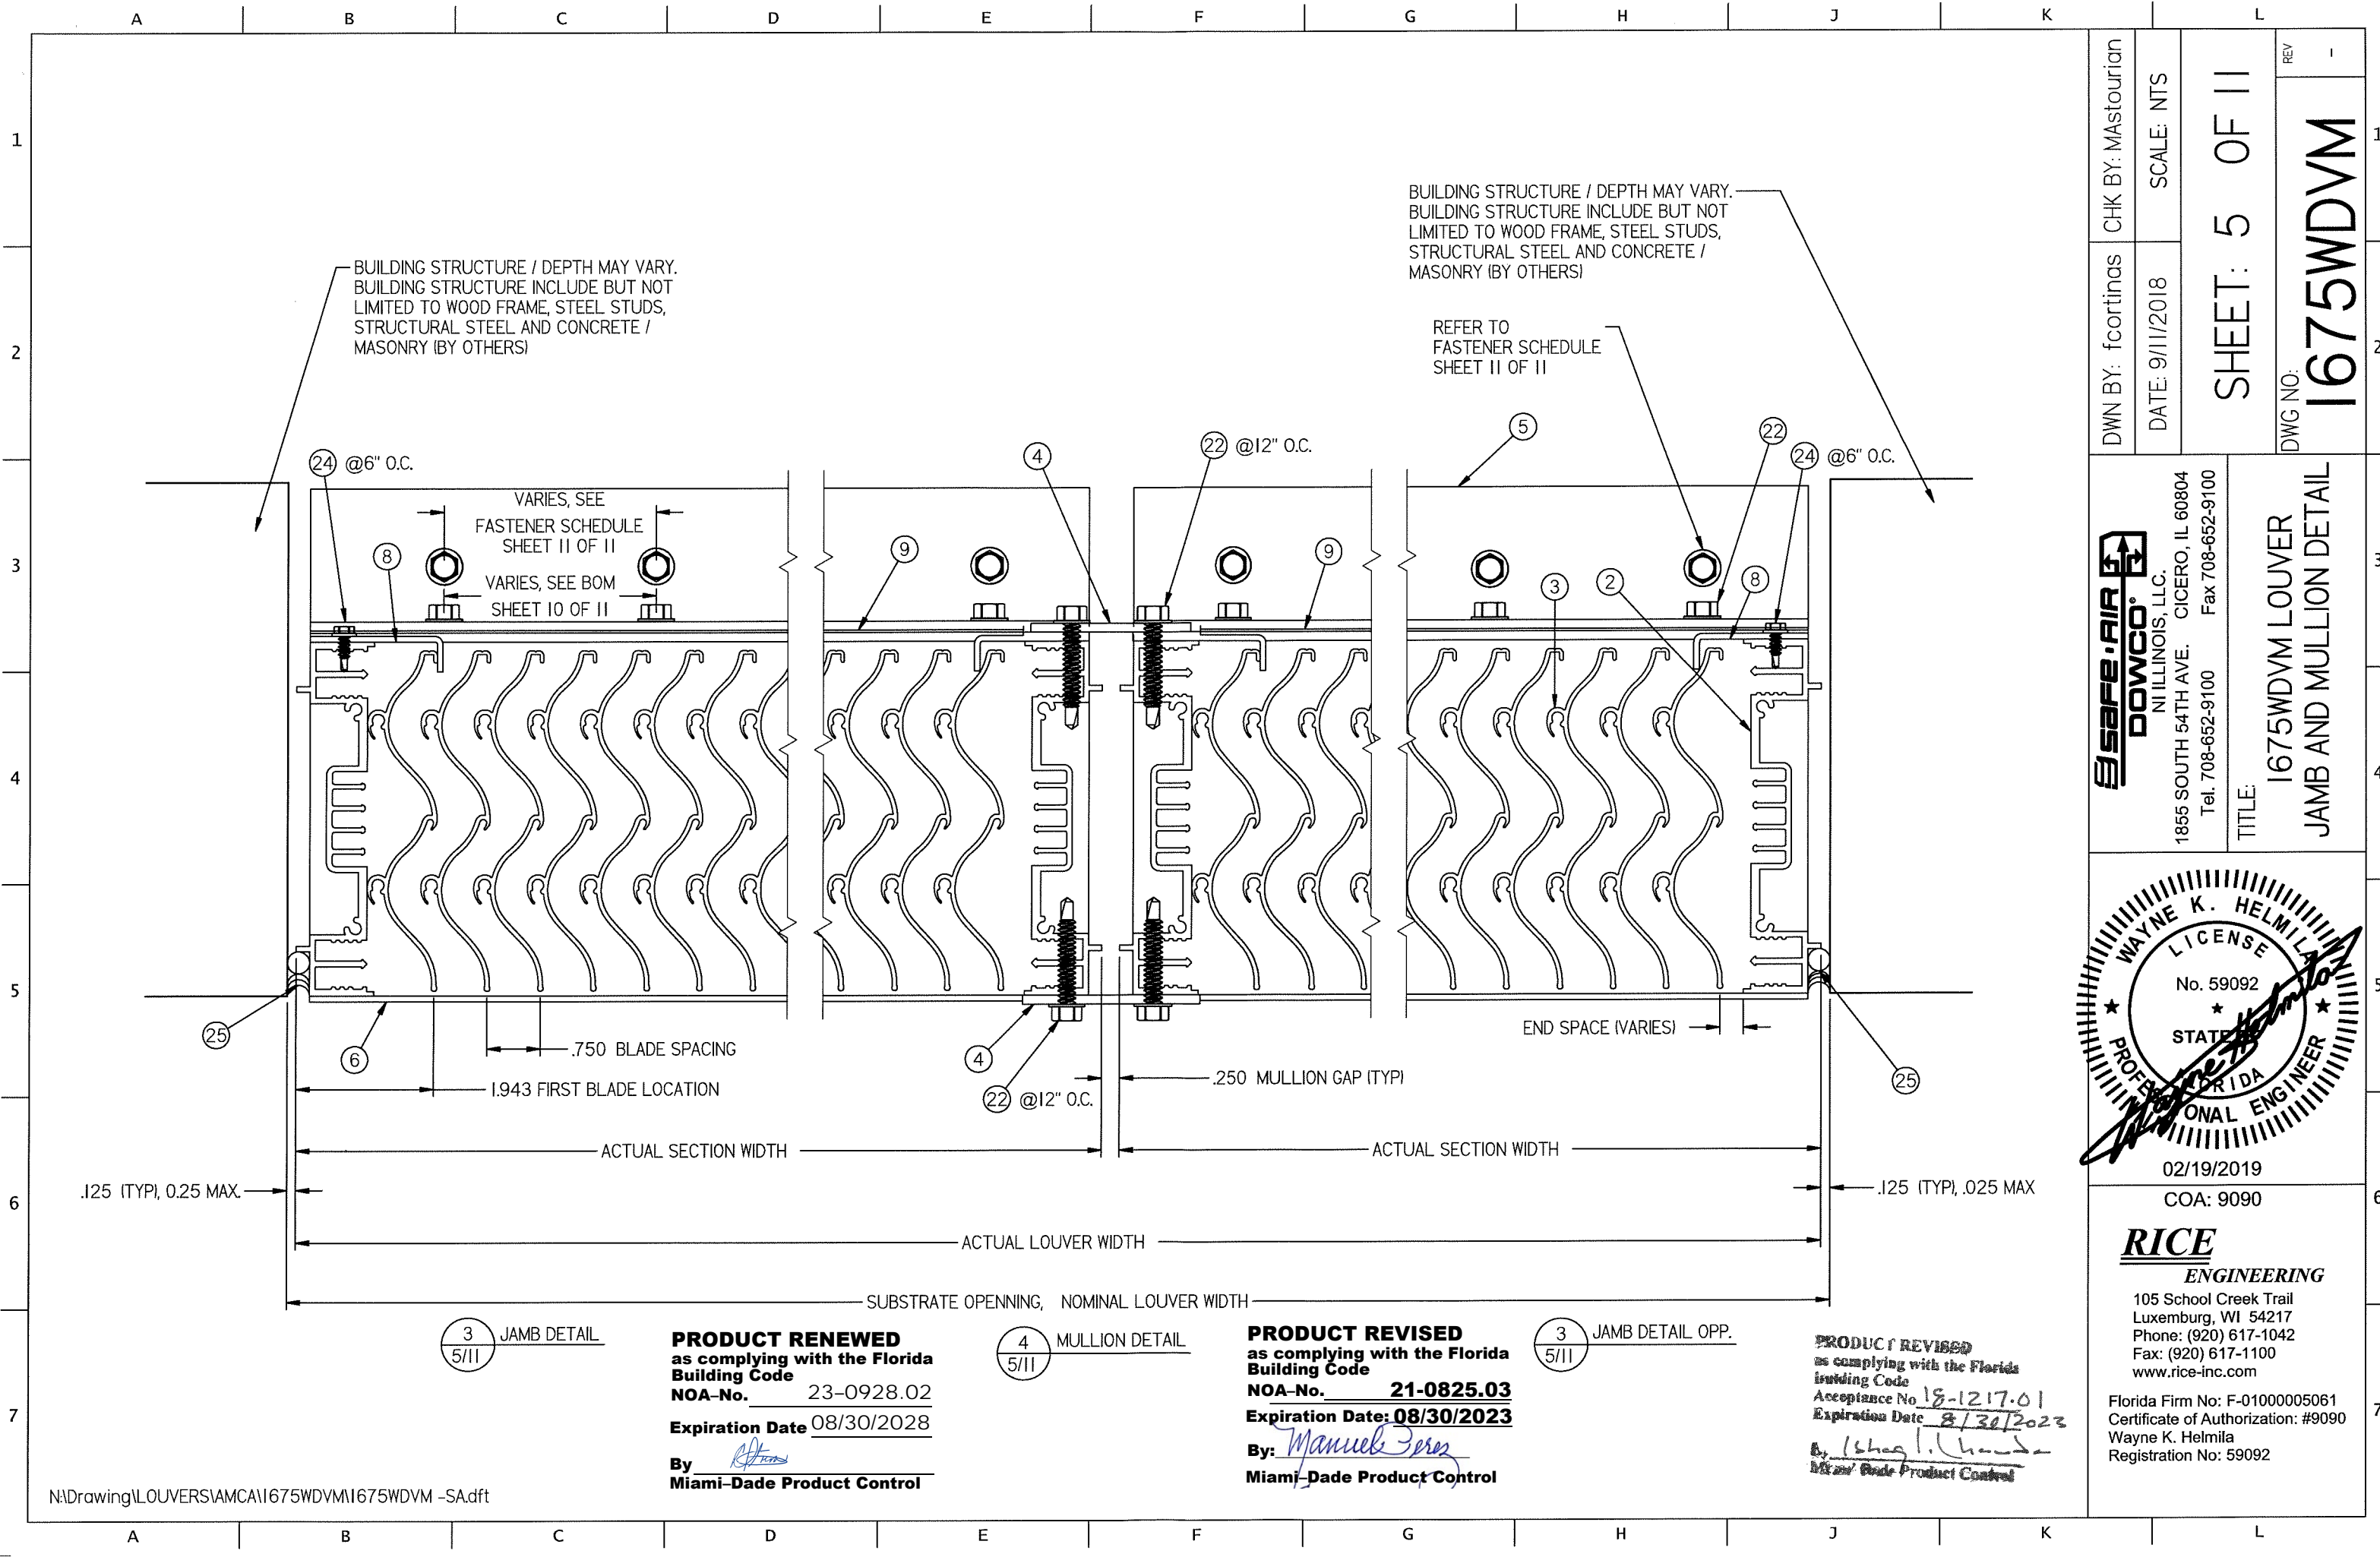 A B C D E F G H J K L
1
2
3
4
5
6
7
BUILDING STRUCTURE / DEPTH MAY VARY.
BUILDING STRUCTURE INCLUDE BUT NOT
LIMITED TO WOOD FRAME, STEEL STUDS,
STRUCTURAL STEEL AND CONCRETE /
MASONRY (BY OTHERS)
BUILDING STRUCTURE / DEPTH MAY VARY.
BUILDING STRUCTURE INCLUDE BUT NOT
LIMITED TO WOOD FRAME, STEEL STUDS,
STRUCTURAL STEEL AND CONCRETE /
MASONRY (BY OTHERS)
REFER TO
FASTENER SCHEDULE
SHEET 11 OF 11
24 @6" O.C.
8
VARIES, SEE
FASTENER SCHEDULE
SHEET 11 OF 11
VARIES, SEE BOM
SHEET 10 OF 11
9
4
22 @12" O.C.
5
9
3
2
22
8
24 @6" O.C.
25
6
.750 BLADE SPACING
1.943 FIRST BLADE LOCATION
4
22 @12" O.C.
.250 MULLION GAP (TYP)
END SPACE (VARIES)
25
ACTUAL SECTION WIDTH
ACTUAL SECTION WIDTH
.125 (TYP), 0.25 MAX.
.125 (TYP), .025 MAX
ACTUAL LOUVER WIDTH
SUBSTRATE OPENNING, NOMINAL LOUVER WIDTH
3
5/11
JAMB DETAIL
4
5/11
MULLION DETAIL
3
5/11
JAMB DETAIL OPP.
PRODUCT RENEWED
as complying with the Florida
Building Code
NOA–No. 23-0928.02
Expiration Date 08/30/2028
By
Miami–Dade Product Control
PRODUCT REVISED
as complying with the Florida
Building Code
NOA–No. 21-0825.03
Expiration Date: 08/30/2023
By: Manuel Perez
Miami–Dade Product Control
PRODUCT REVISED
as complying with the Florida
Building Code
Acceptance No 18-1217.01
Expiration Date 8/30/2023
By
Product Control
N:\Drawing\LOUVERS\AMCA\1675WDVM\1675WDVM -SA.dft
DWN BY: fcortinas
CHK BY: MAstourian
DATE: 9/11/2018
SCALE: NTS
SHEET: 5 OF 11
DWG NO:
1675WDVM
REV
-
SAFE-AIR
DOWCO®
NI ILLINOIS, LLC.
1855 SOUTH 54TH AVE. CICERO, IL 60804
Tel. 708-652-9100 Fax 708-652-9100
TITLE:
1675WDVM LOUVER
JAMB AND MULLION DETAIL
WAYNE K. HELMILA
LICENSE
No. 59092
STATE
PROFESSIONAL ENGINEER
02/19/2019
COA: 9090
RICE
ENGINEERING
105 School Creek Trail
Luxemburg, WI 54217
Phone: (920) 617-1042
Fax: (920) 617-1100
www.rice-inc.com
Florida Firm No: F-01000005061
Certificate of Authorization: #9090
Wayne K. Helmila
Registration No: 59092
A B C D E F G H J K L